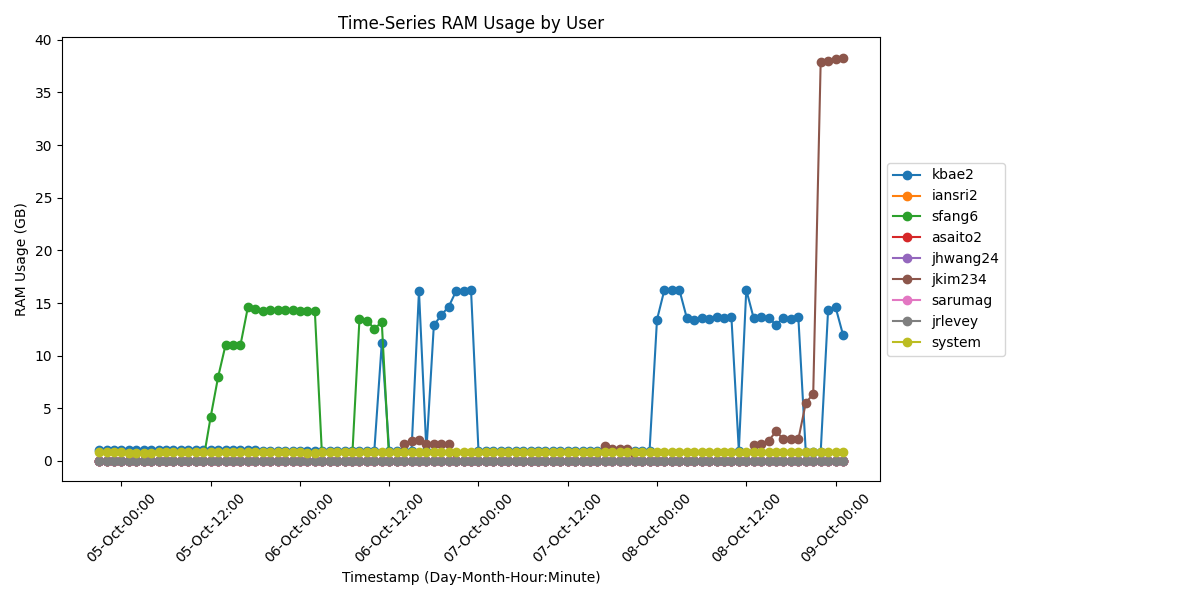 Time-Series RAM Usage by User
RAM Usage (GB)
40
35
30
25
20
15
10
5
0
05-Oct-00:00
05-Oct-12:00
06-Oct-00:00
06-Oct-12:00
07-Oct-00:00
07-Oct-12:00
08-Oct-00:00
08-Oct-12:00
09-Oct-00:00
Timestamp (Day-Month-Hour:Minute)
kbae2
iansri2
sfang6
asaito2
jhwang24
jkim234
sarumag
jrlevey
system